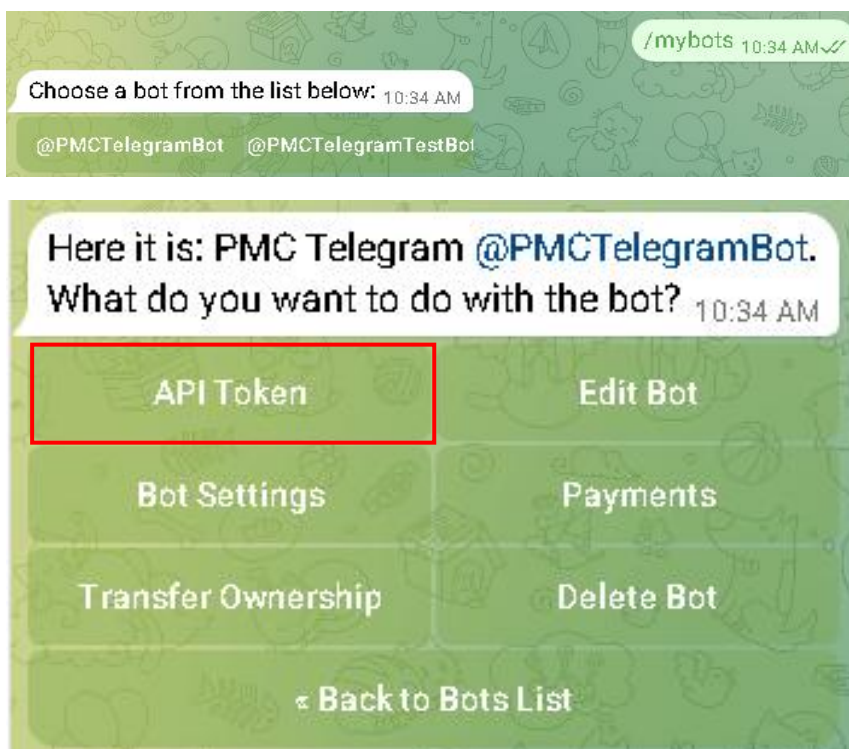 /mybots 10:34 AM
Choose a bot from the list below: 10:34 AM
@PMCTelegramBot @PMCTelegramTestBot
Here it is: PMC Telegram @PMCTelegramBot.
What do you want to do with the bot? 10:34 AM
API Token Edit Bot
Bot Settings Payments
Transfer Ownership Delete Bot
« Back to Bots List